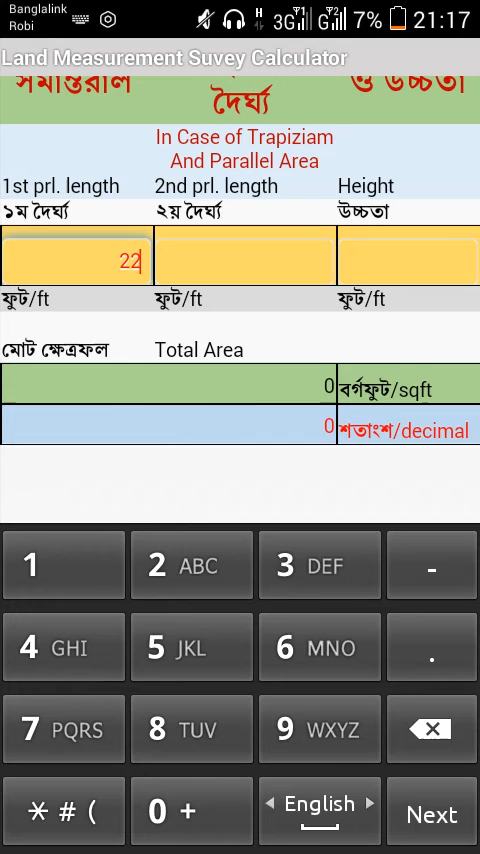 Banglalink
Robi
H 3G G 2 7% 21:17
Land Measurement Suvey Calculator
সমান্তরাল দৈর্ঘ্য ও উচ্চতা
In Case of Trapiziam
And Parallel Area
1st prl. length 2nd prl. length Height
১ম দৈর্ঘ্য ২য় দৈর্ঘ্য উচ্চতা
22
ফুট/ft ফুট/ft ফুট/ft
মোট ক্ষেত্রফল Total Area
0 বর্গফুট/sqft
0 শতাংশ/decimal
1 2 ABC 3 DEF -
4 GHI 5 JKL 6 MNO .
7 PQRS 8 TUV 9 WXYZ
* # ( 0 + English Next